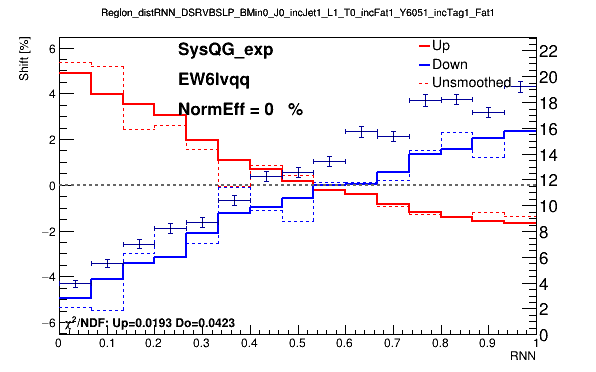 Region_distRNN_DSRVBSLP_BMin0_J0_incJet1_L1_T0_incFat1_Y6051_incTag1_Fat1
Shift [%]
SysQG_exp
EW6lvqq
NormEff = 0 %
Up
Down
Unsmoothed
6
4
2
0
−2
−4
−6
22
20
18
16
14
12
10
8
6
4
2
0
χ²/NDF: Up=0.0193 Do=0.0423
0 0.1 0.2 0.3 0.4 0.5 0.6 0.7 0.8 0.9 1
RNN